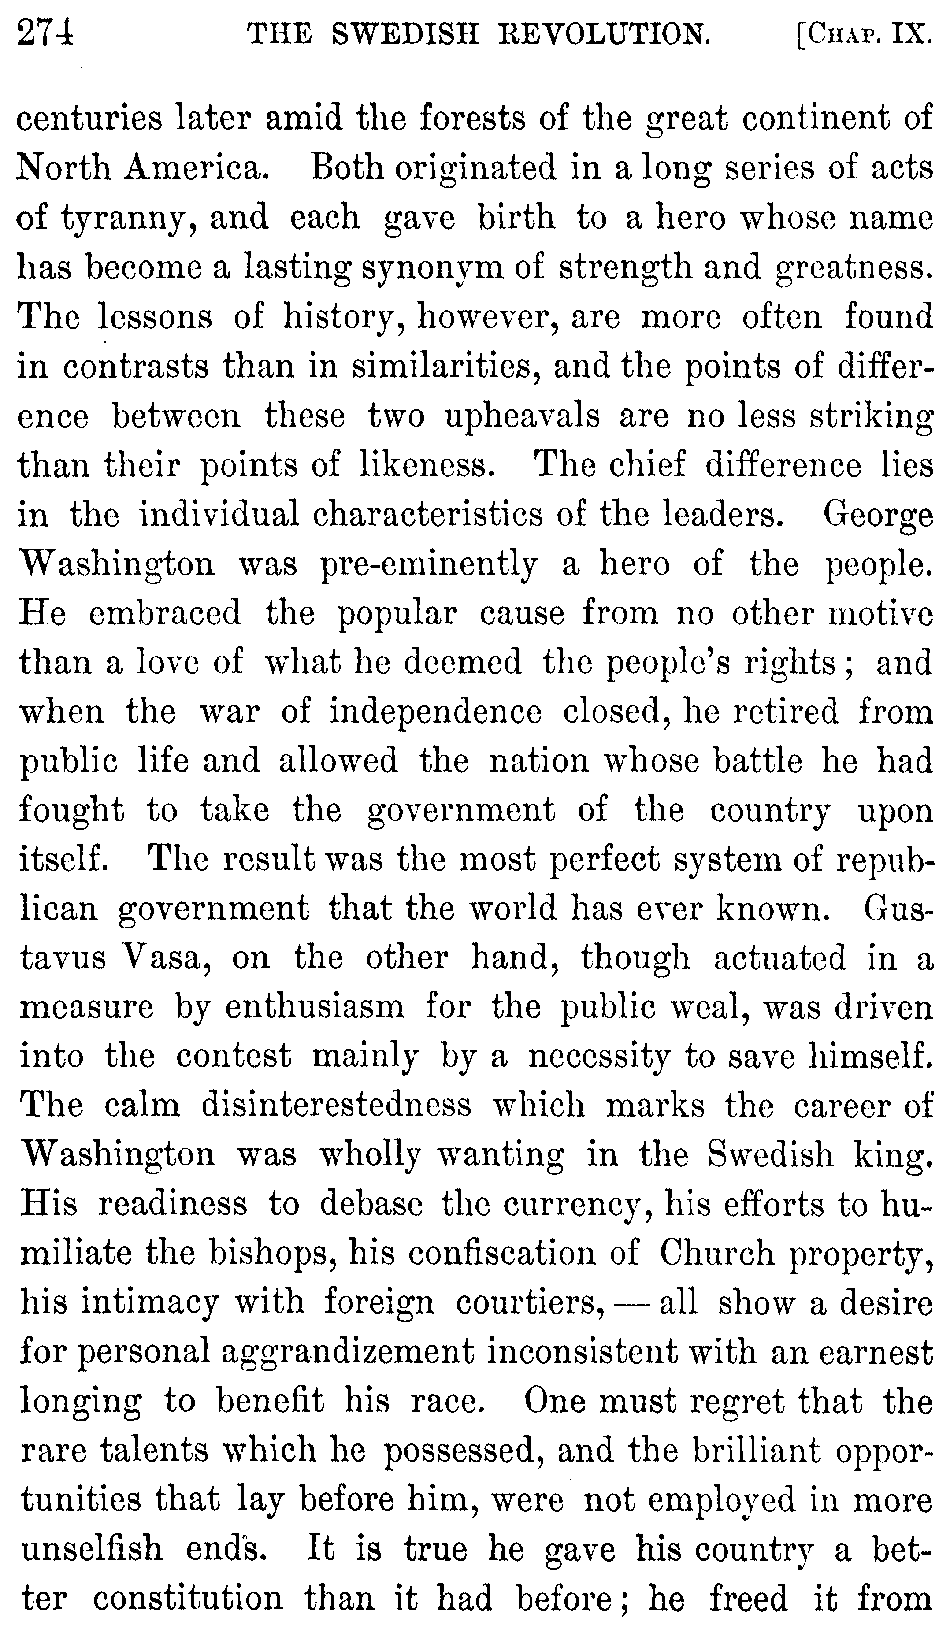 274 THE SWEDISH REVOLUTION. [CHAP. IX.
centuries later amid the forests of the great continent of
North America. Both originated in a long series of acts
of tyranny, and each gave birth to a hero whose name
has become a lasting synonym of strength and greatness.
The lessons of history, however, are more often found
in contrasts than in similarities, and the points of differ-
ence between these two upheavals are no less striking
than their points of likeness. The chief difference lies
in the individual characteristics of the leaders. George
Washington was pre-eminently a hero of the people.
He embraced the popular cause from no other motive
than a love of what he deemed the people's rights; and
when the war of independence closed, he retired from
public life and allowed the nation whose battle he had
fought to take the government of the country upon
itself. The result was the most perfect system of repub-
lican government that the world has ever known. Gus-
tavus Vasa, on the other hand, though actuated in a
measure by enthusiasm for the public weal, was driven
into the contest mainly by a necessity to save himself.
The calm disinterestedness which marks the career of
Washington was wholly wanting in the Swedish king.
His readiness to debase the currency, his efforts to hu-
miliate the bishops, his confiscation of Church property,
his intimacy with foreign courtiers, — all show a desire
for personal aggrandizement inconsistent with an earnest
longing to benefit his race. One must regret that the
rare talents which he possessed, and the brilliant oppor-
tunities that lay before him, were not employed in more
unselfish ends. It is true he gave his country a bet-
ter constitution than it had before; he freed it from